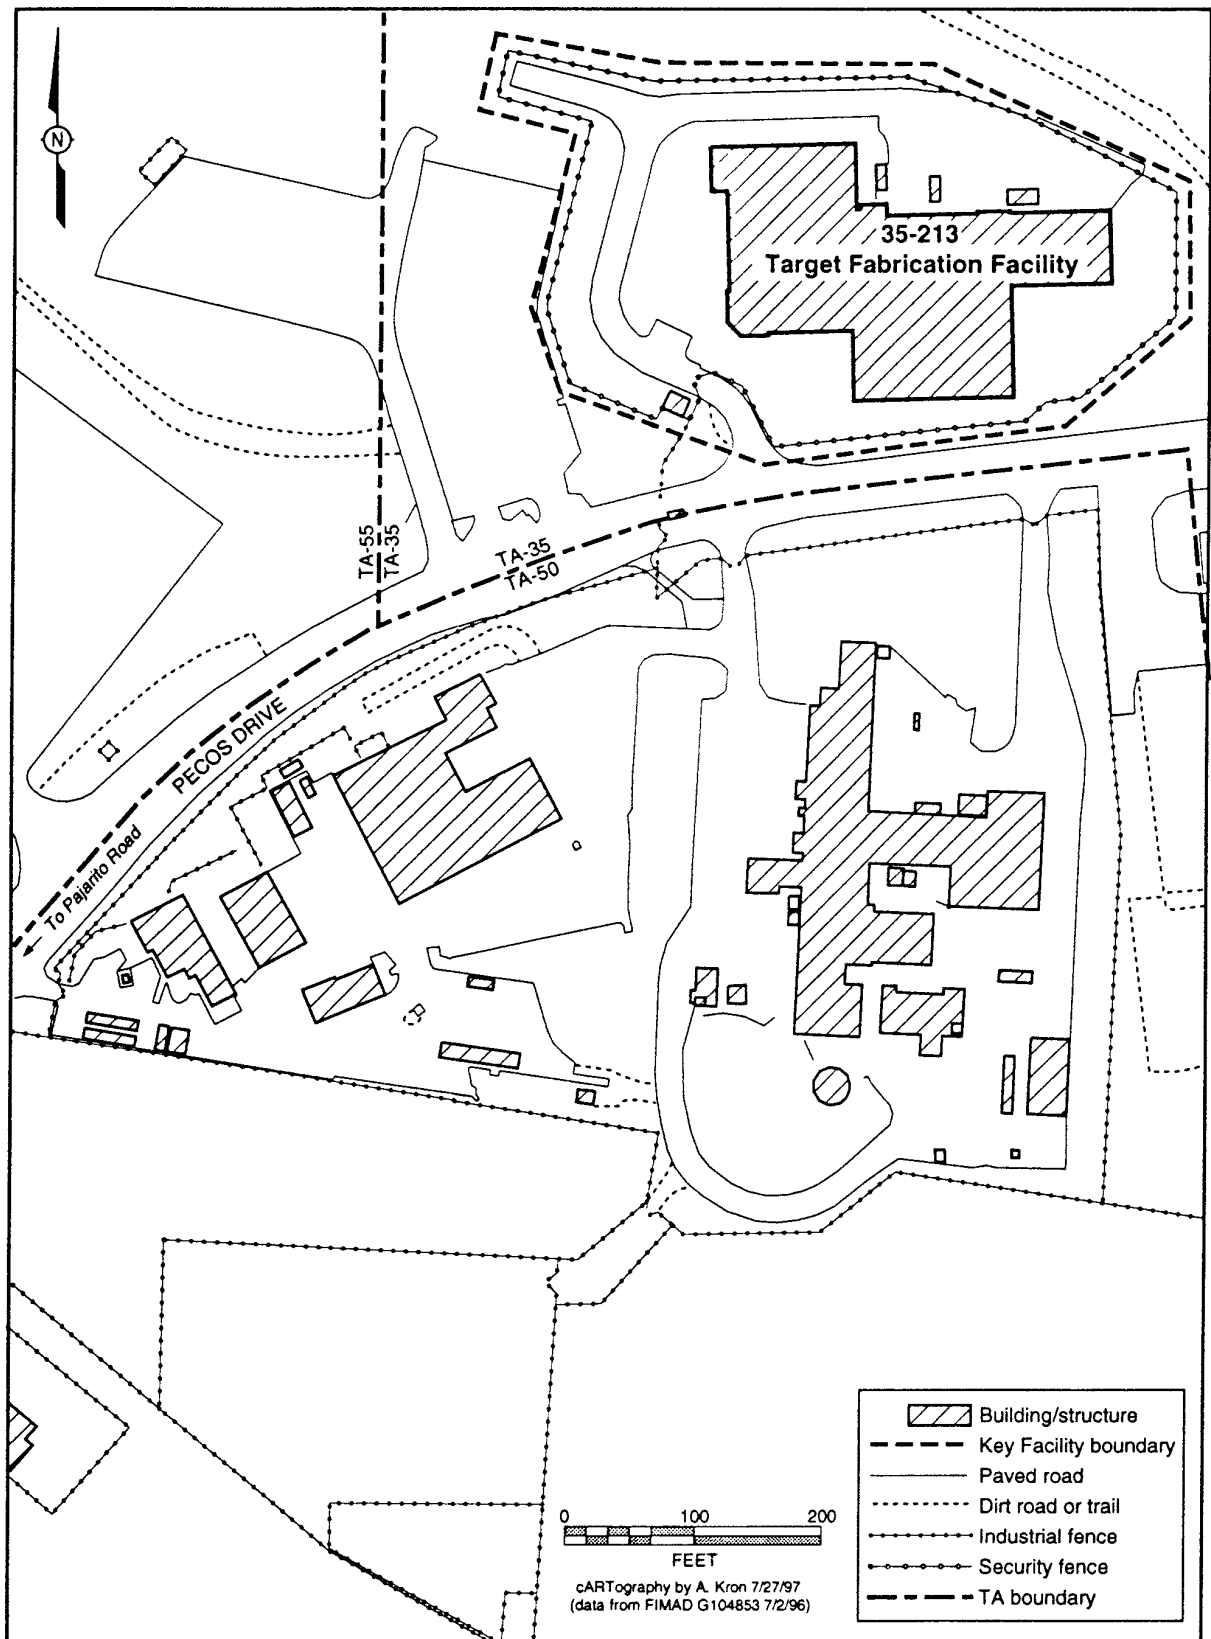 N
35-213
Target Fabrication Facility
TA-55
TA-35
TA-35
TA-50
PECOS DRIVE
To Pajarito Road
Building/structure
Key Facility boundary
Paved road
Dirt road or trail
Industrial fence
Security fence
TA boundary
0 100 200
FEET
cARTography by A. Kron 7/27/97
(data from FIMAD G104853 7/2/96)